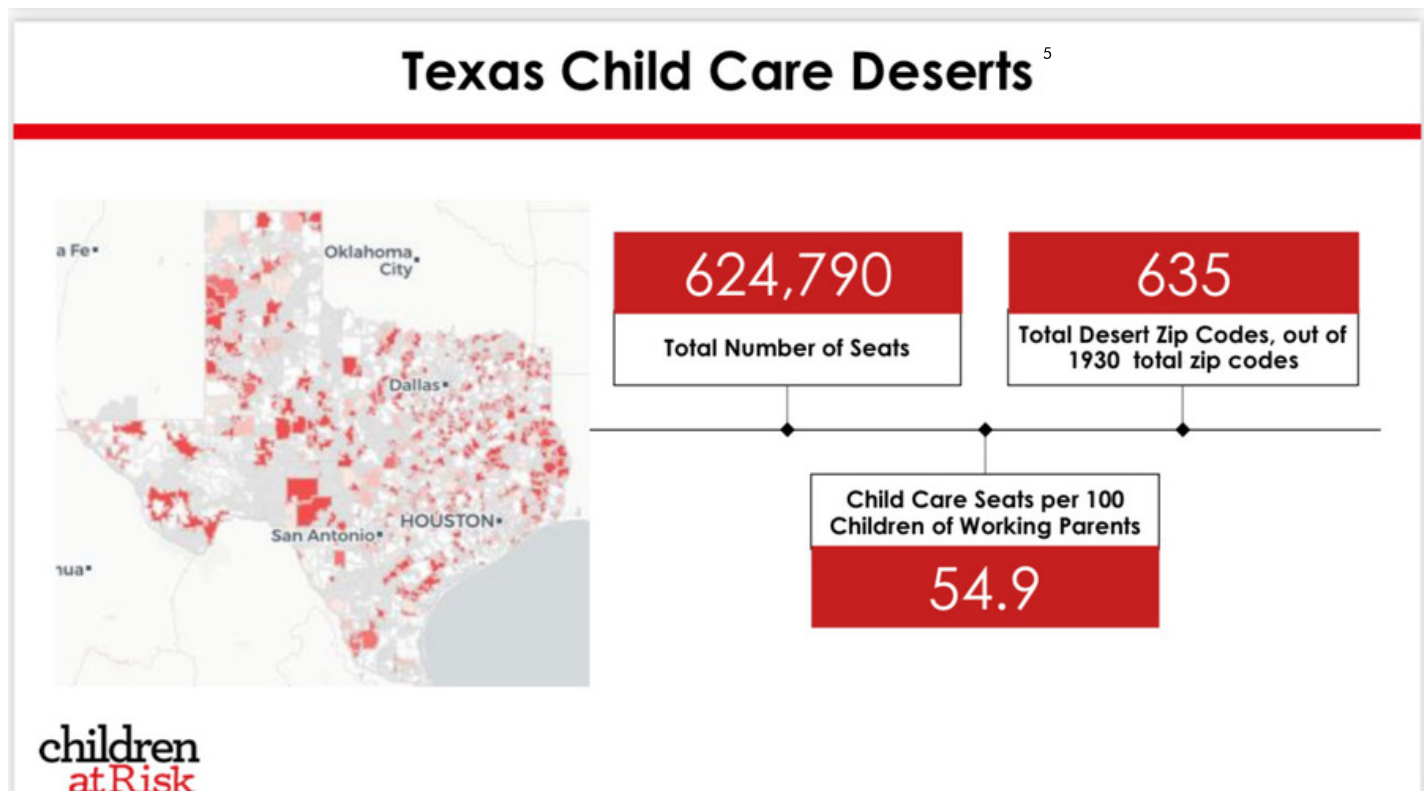 Texas Child Care Deserts 5
a Fe
Oklahoma
City
Dallas
HOUSTON
San Antonio
nua
624,790
Total Number of Seats
635
Total Desert Zip Codes, out of
1930 total zip codes
Child Care Seats per 100
Children of Working Parents
54.9
children
at Risk